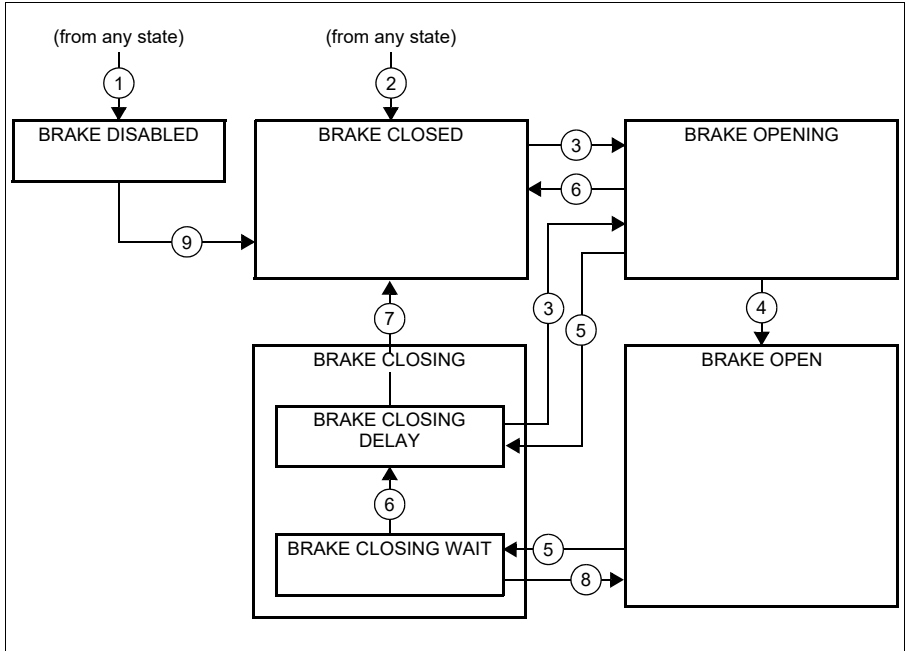 (from any state)
(from any state)
1
2
BRAKE DISABLED
BRAKE CLOSED
BRAKE OPENING
3
6
9
3
5
4
7
BRAKE CLOSING
BRAKE OPEN
BRAKE CLOSING
DELAY
6
BRAKE CLOSING WAIT
5
8